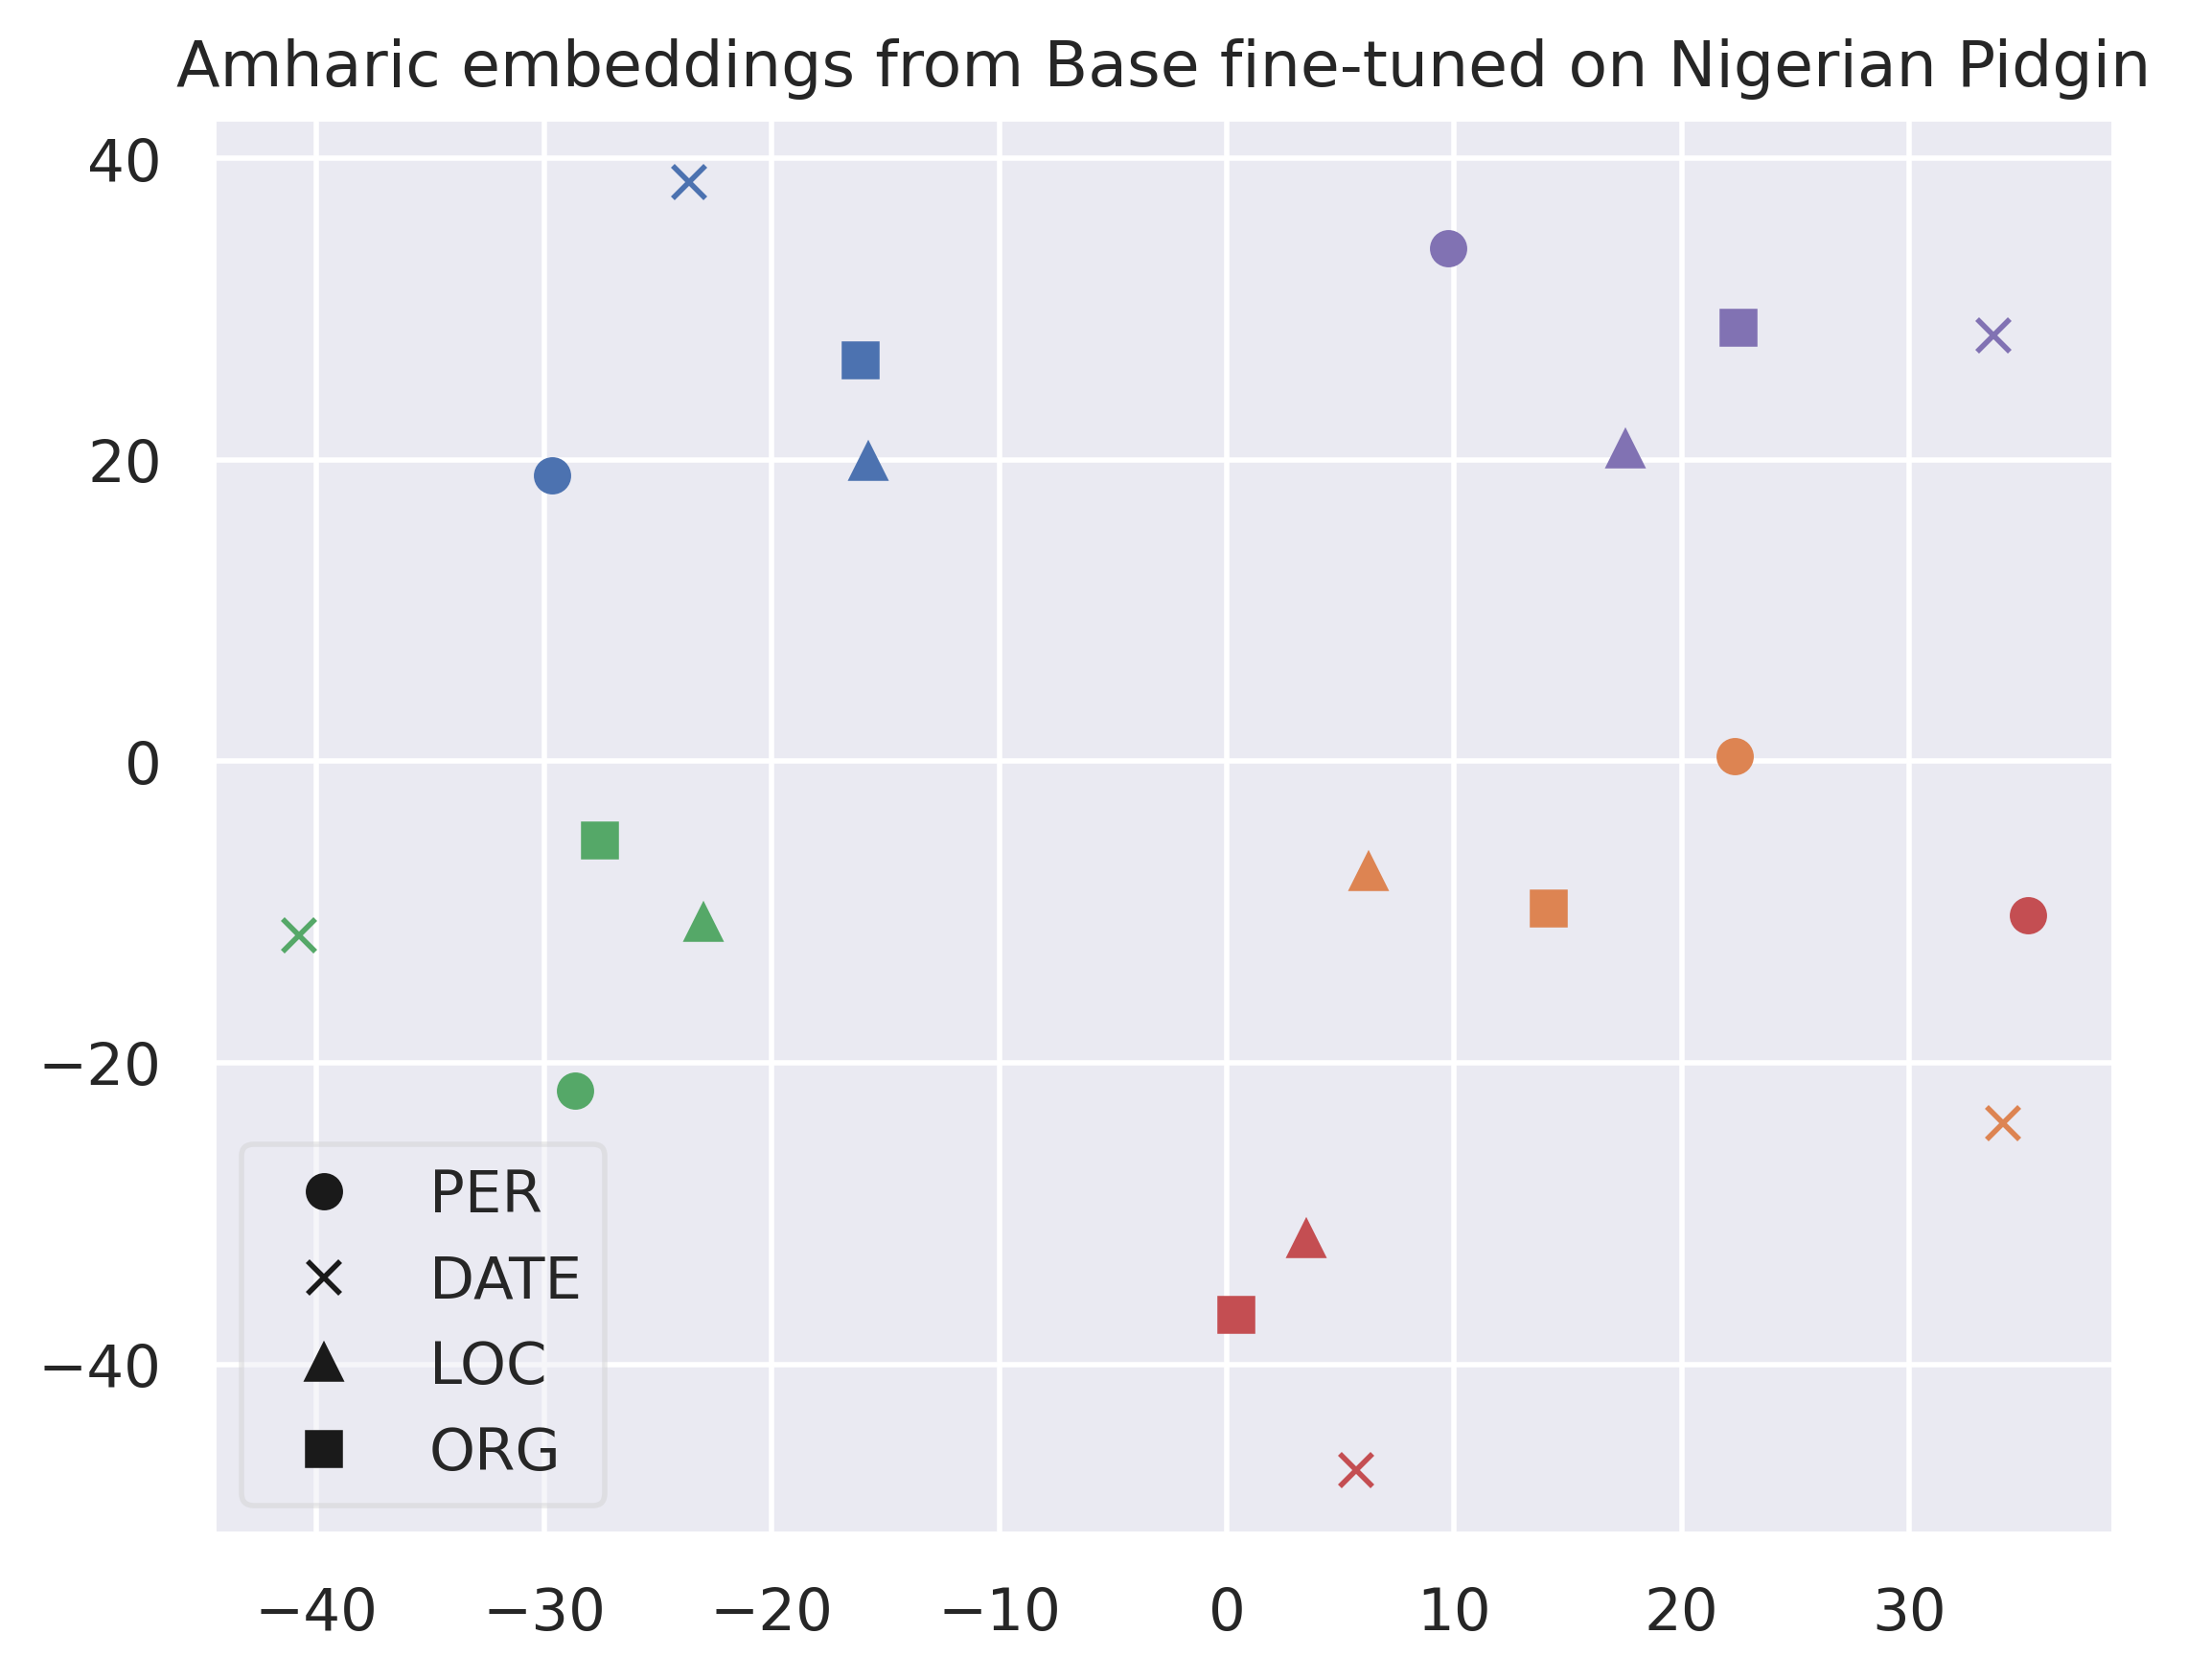 Amharic embeddings from Base fine-tuned on Nigerian Pidgin
40
20
0
−20
−40
PER
DATE
LOC
ORG
−40 −30 −20 −10 0 10 20 30